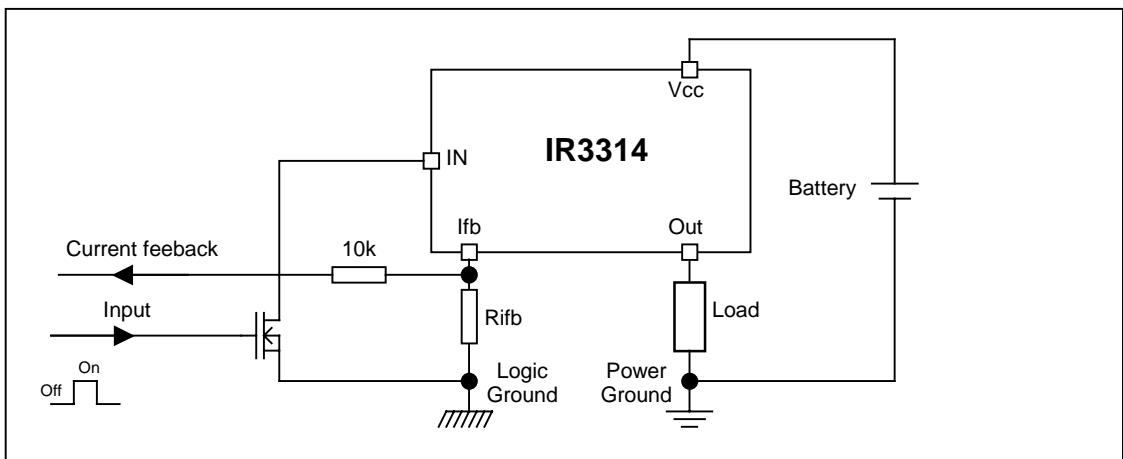 Vcc
IR3314
IN
Battery
Ifb
Out
Current feeback
10k
Input
Rifb
Load
On
Off
Logic
Ground
Power
Ground